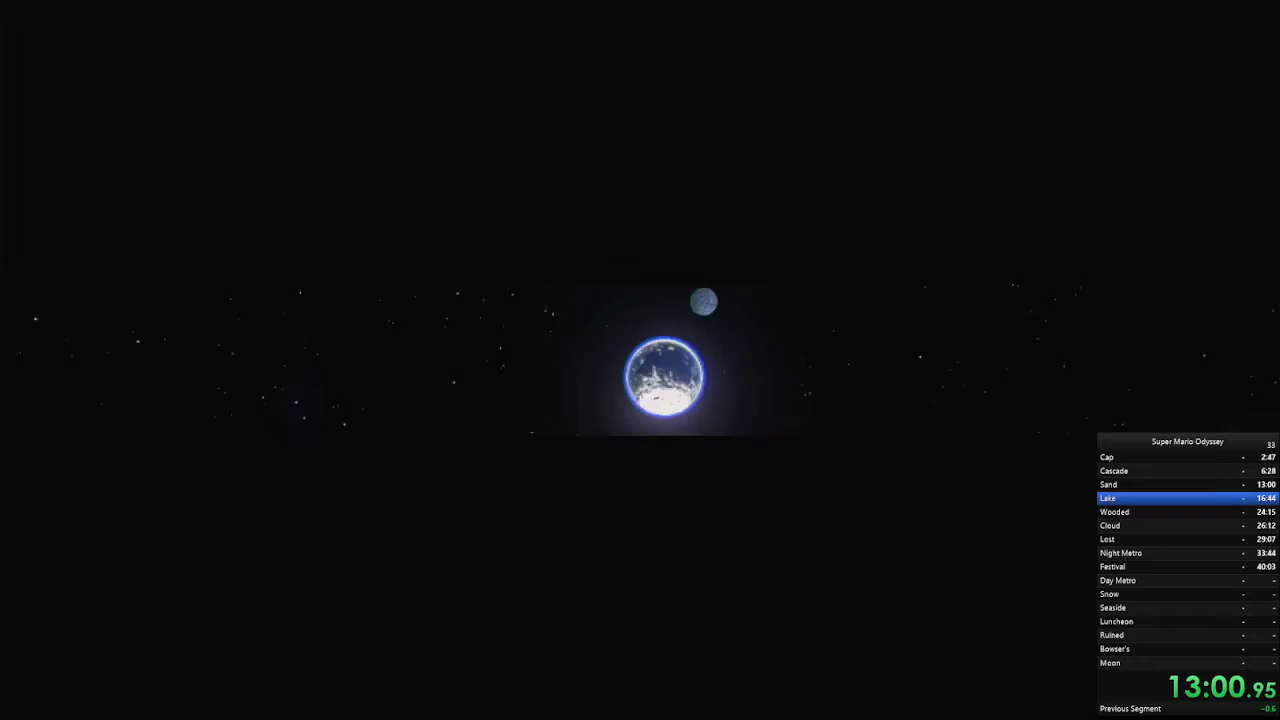 Super Mario Odyssey 33
Cap - 2:47
Cascade - 6:28
Sand - 13:00
Lake - 16:44
Wooded - 24:15
Cloud - 26:12
Lost - 29:07
Night Metro - 33:44
Festival - 40:03
Day Metro - -
Snow - -
Seaside - -
Luncheon - -
Ruined - -
Bowser's - -
Moon - -
13:00.95
Previous Segment -0.6